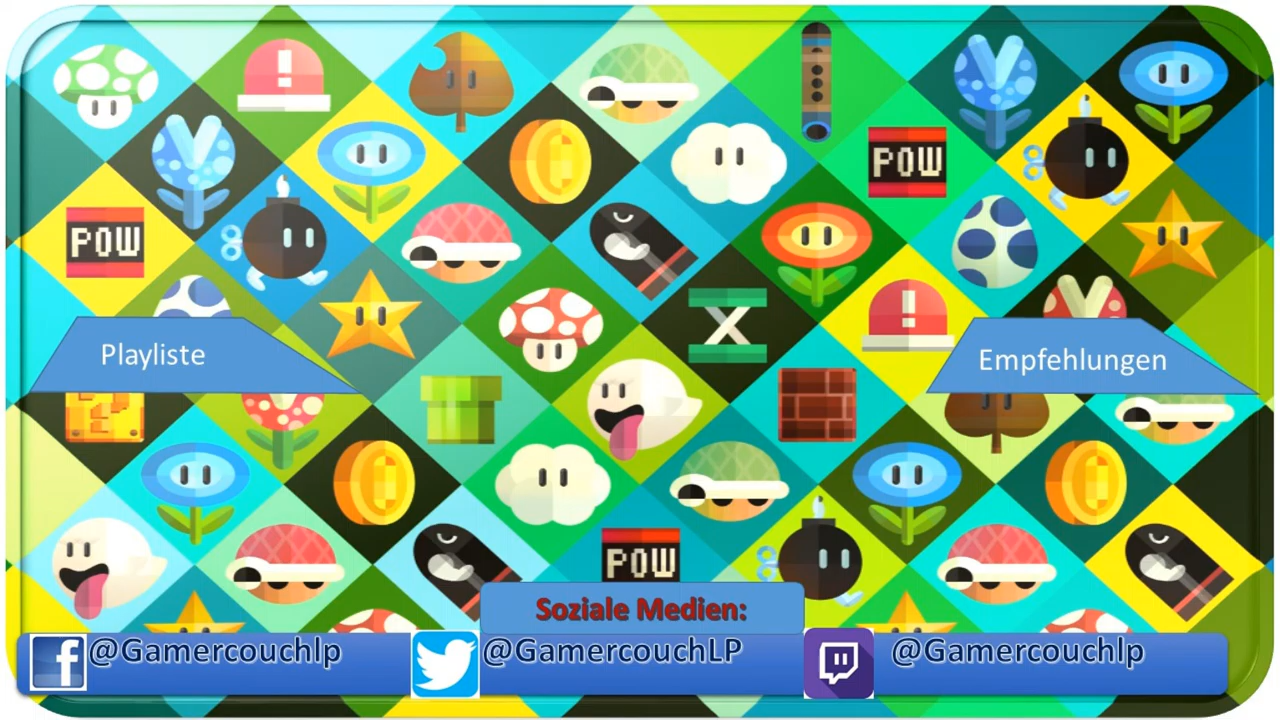 POW
POW
Playliste
Empfehlungen
POW
Soziale Medien:
@Gamercouchlp
@GamercouchLP
@Gamercouchlp